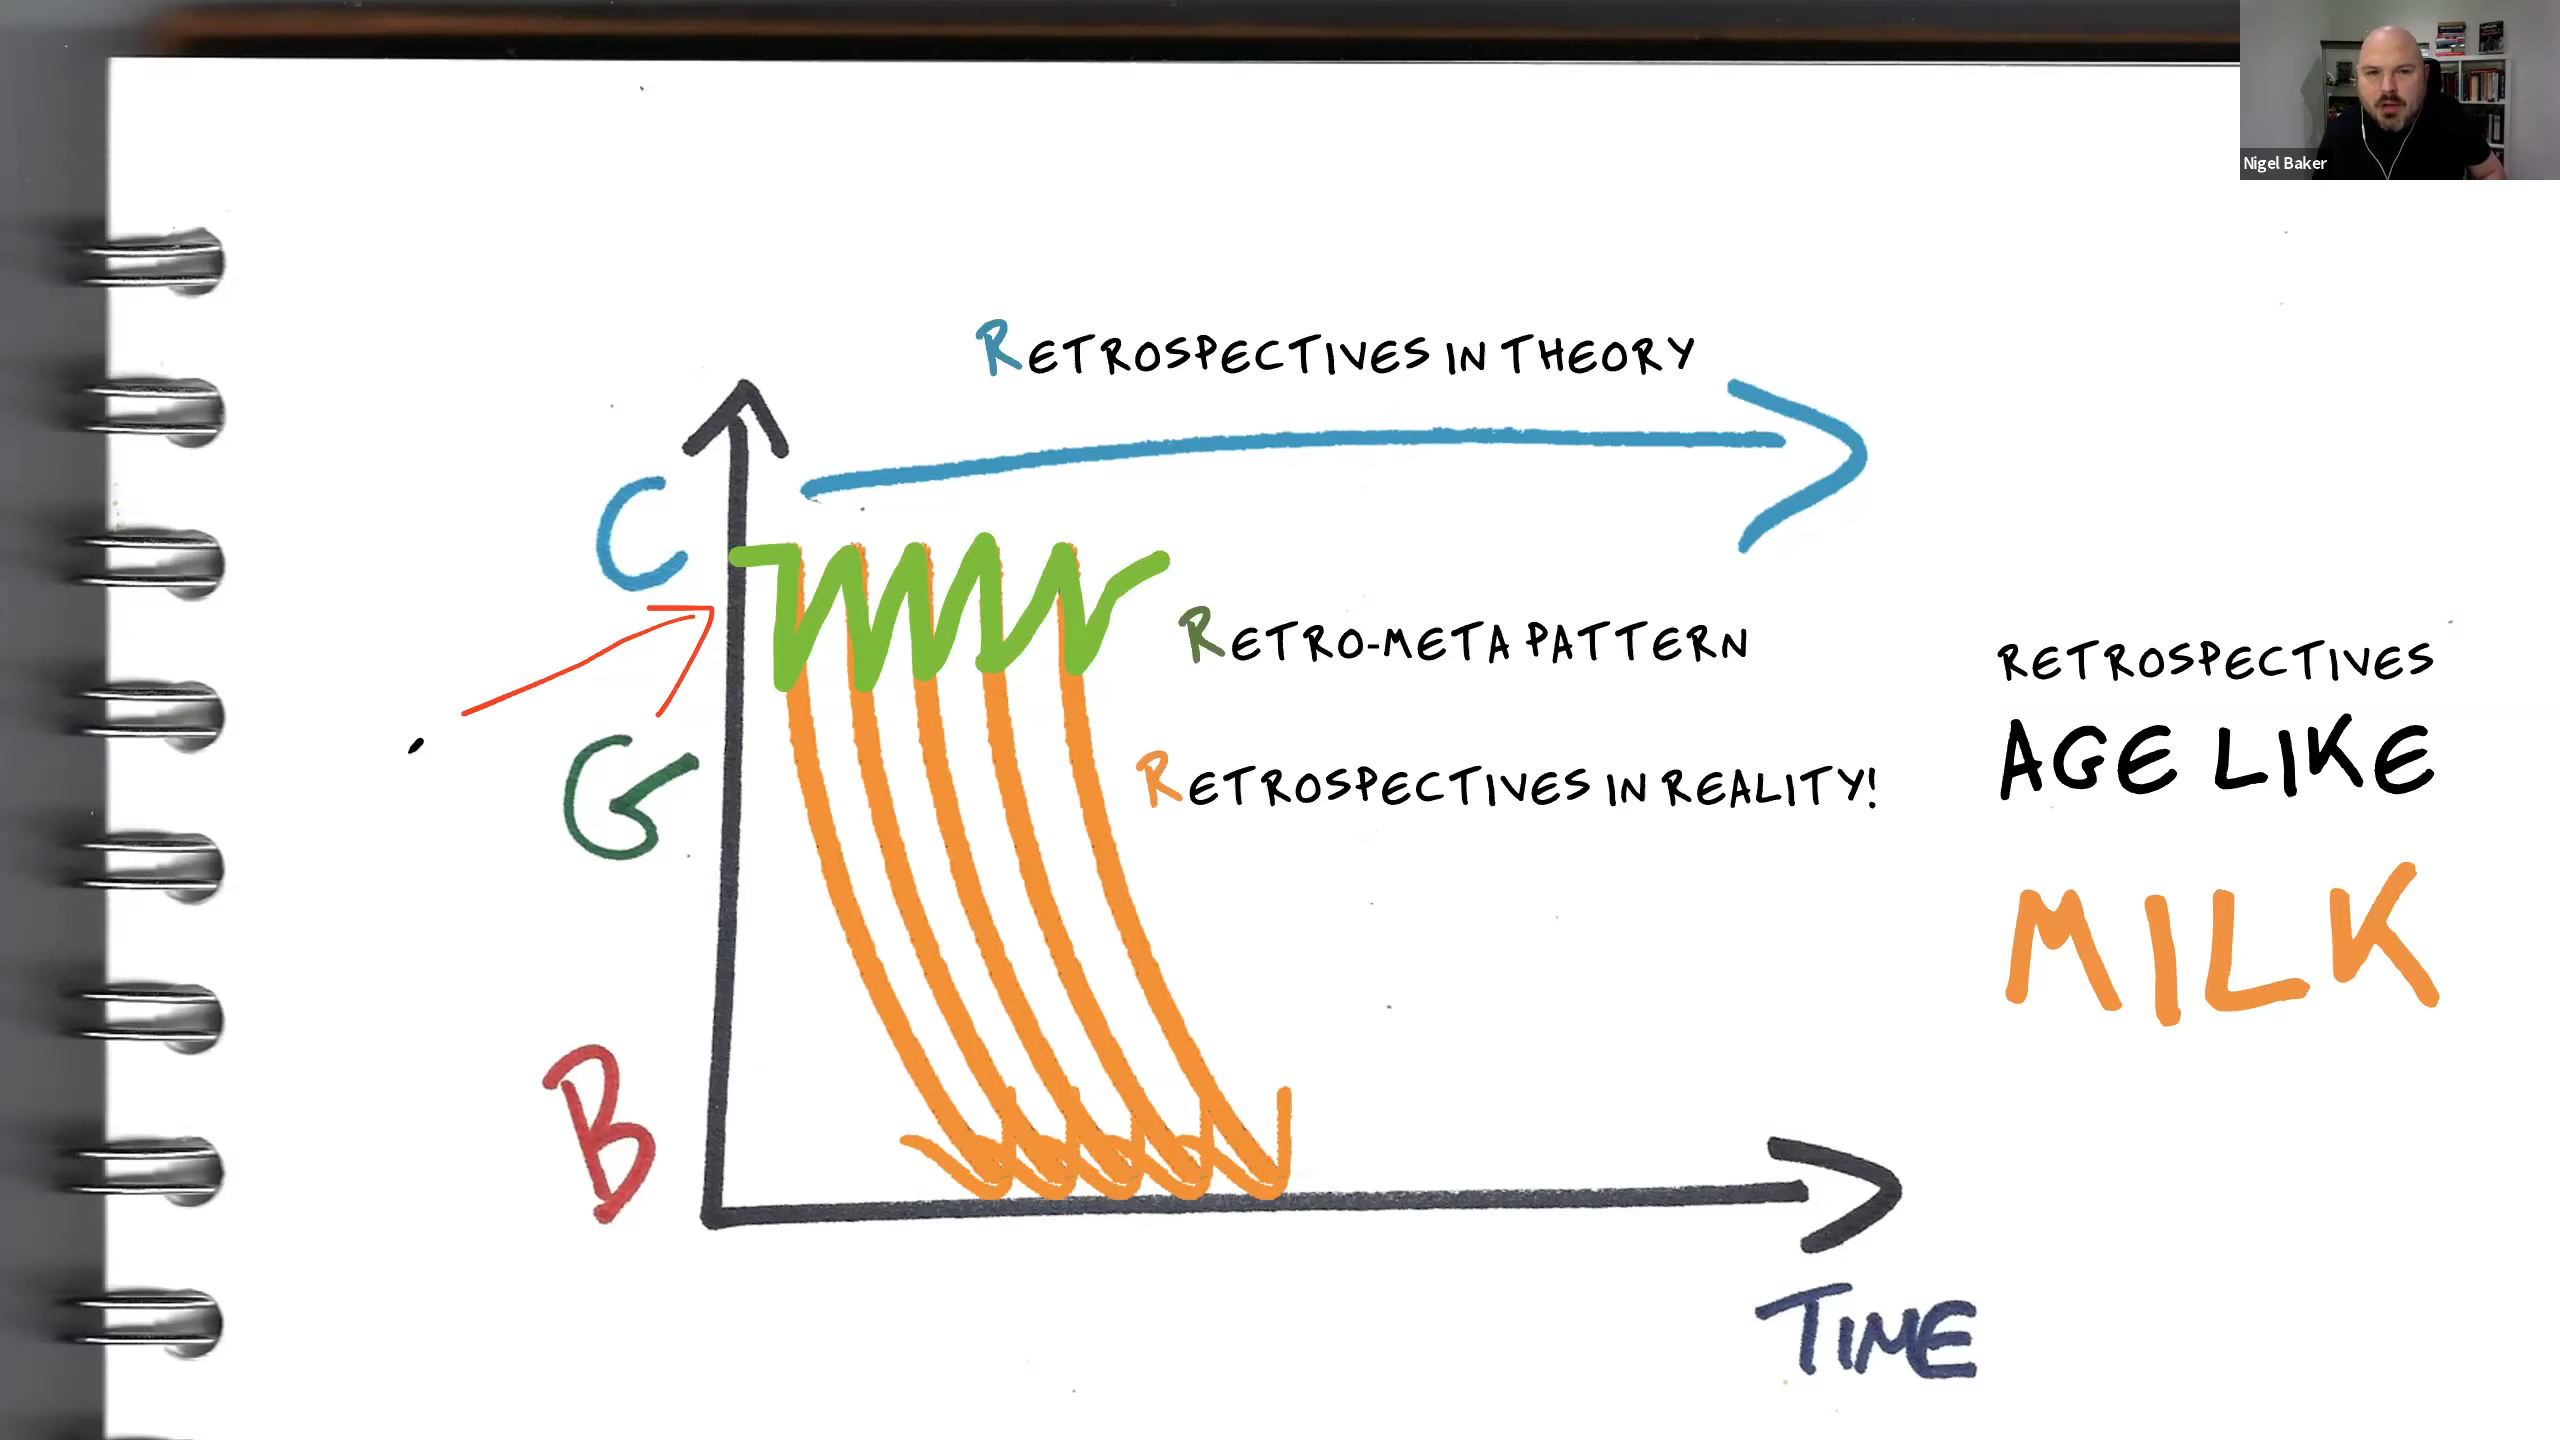 Nigel Baker
RETROSPECTIVES IN THEORY
C
RETRO-META PATTERN
G
RETROSPECTIVES IN REALITY!
RETROSPECTIVES
AGE LIKE
MILK
B
TIME